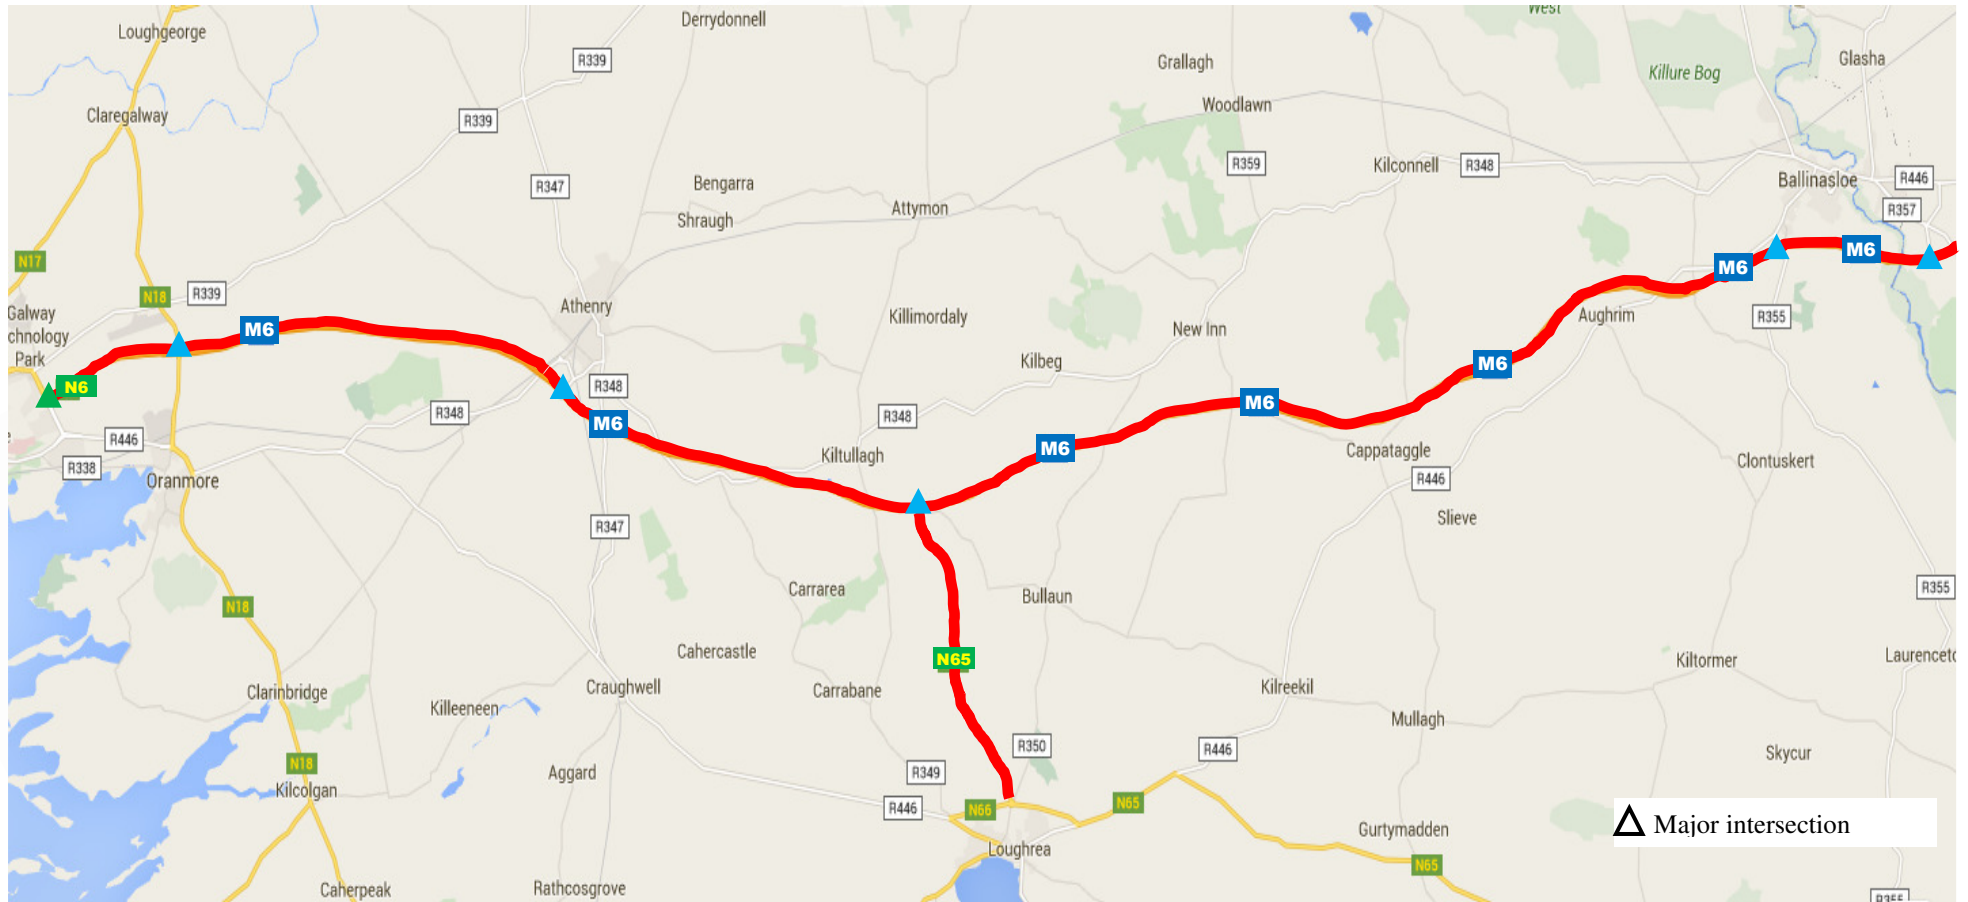 Loughgeorge
Derrydonnell
West
R339
Grallagh
Glasha
Killure Bog
Claregalway
R339
Woodlawn
R347
Bengarra
R359
Kilconnell
R348
Ballinasloe
R446
Shraugh
Attymon
R357
N17
M6
M6
N18
R339
Galway
chnology
Park
M6
Athenry
Killimordaly
New Inn
Aughrim
R355
Kilbeg
M6
N6
R348
R348
R348
M6
M6
M6
R446
Kiltullagh
Cappataggle
Clontuskert
R338
Oranmore
R446
R347
Slieve
Carrarea
Bullaun
R355
N18
Cahercastle
N65
Kiltormer
Laurenceto
Clarinbridge
Killeeneen
Craughwell
Carrabane
Kilreekil
Mullagh
R350
R446
Skycur
N18
Kilcolgan
Aggard
R349
R446
N66
N65
Major intersection
Gurtymadden
Loughrea
N65
Caherpeak
Rathcosgrove
R355